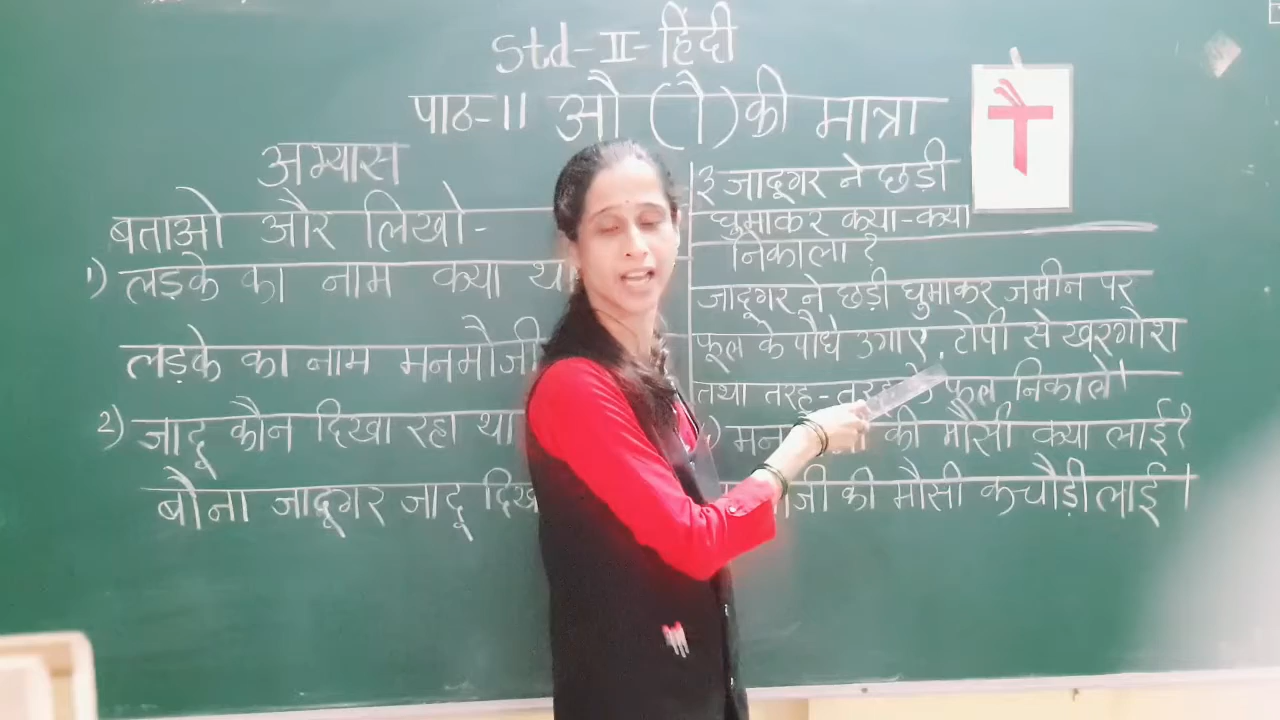 Std-II-हिंदी
पाठ-11 औ (ौ) की मात्रा
अभ्यास
बताओ और लिखो-
1) लड़के का नाम क्या था
लड़के का नाम मनमौजी
2) जादू कौन दिखा रहा था
बौना जादूगर जादू
३ जादूगर ने छड़ी
घुमाकर क्या-क्या
निकाला?
जादूगर ने छड़ी घुमाकर जमीन पर
फूल के पौधे उगाए, टोपी से खरगोश
तथा तरह-तरह के फूल निकाले।
की मौसी क्या लाई?
की मौसी कचौड़ी लाई।
ौ